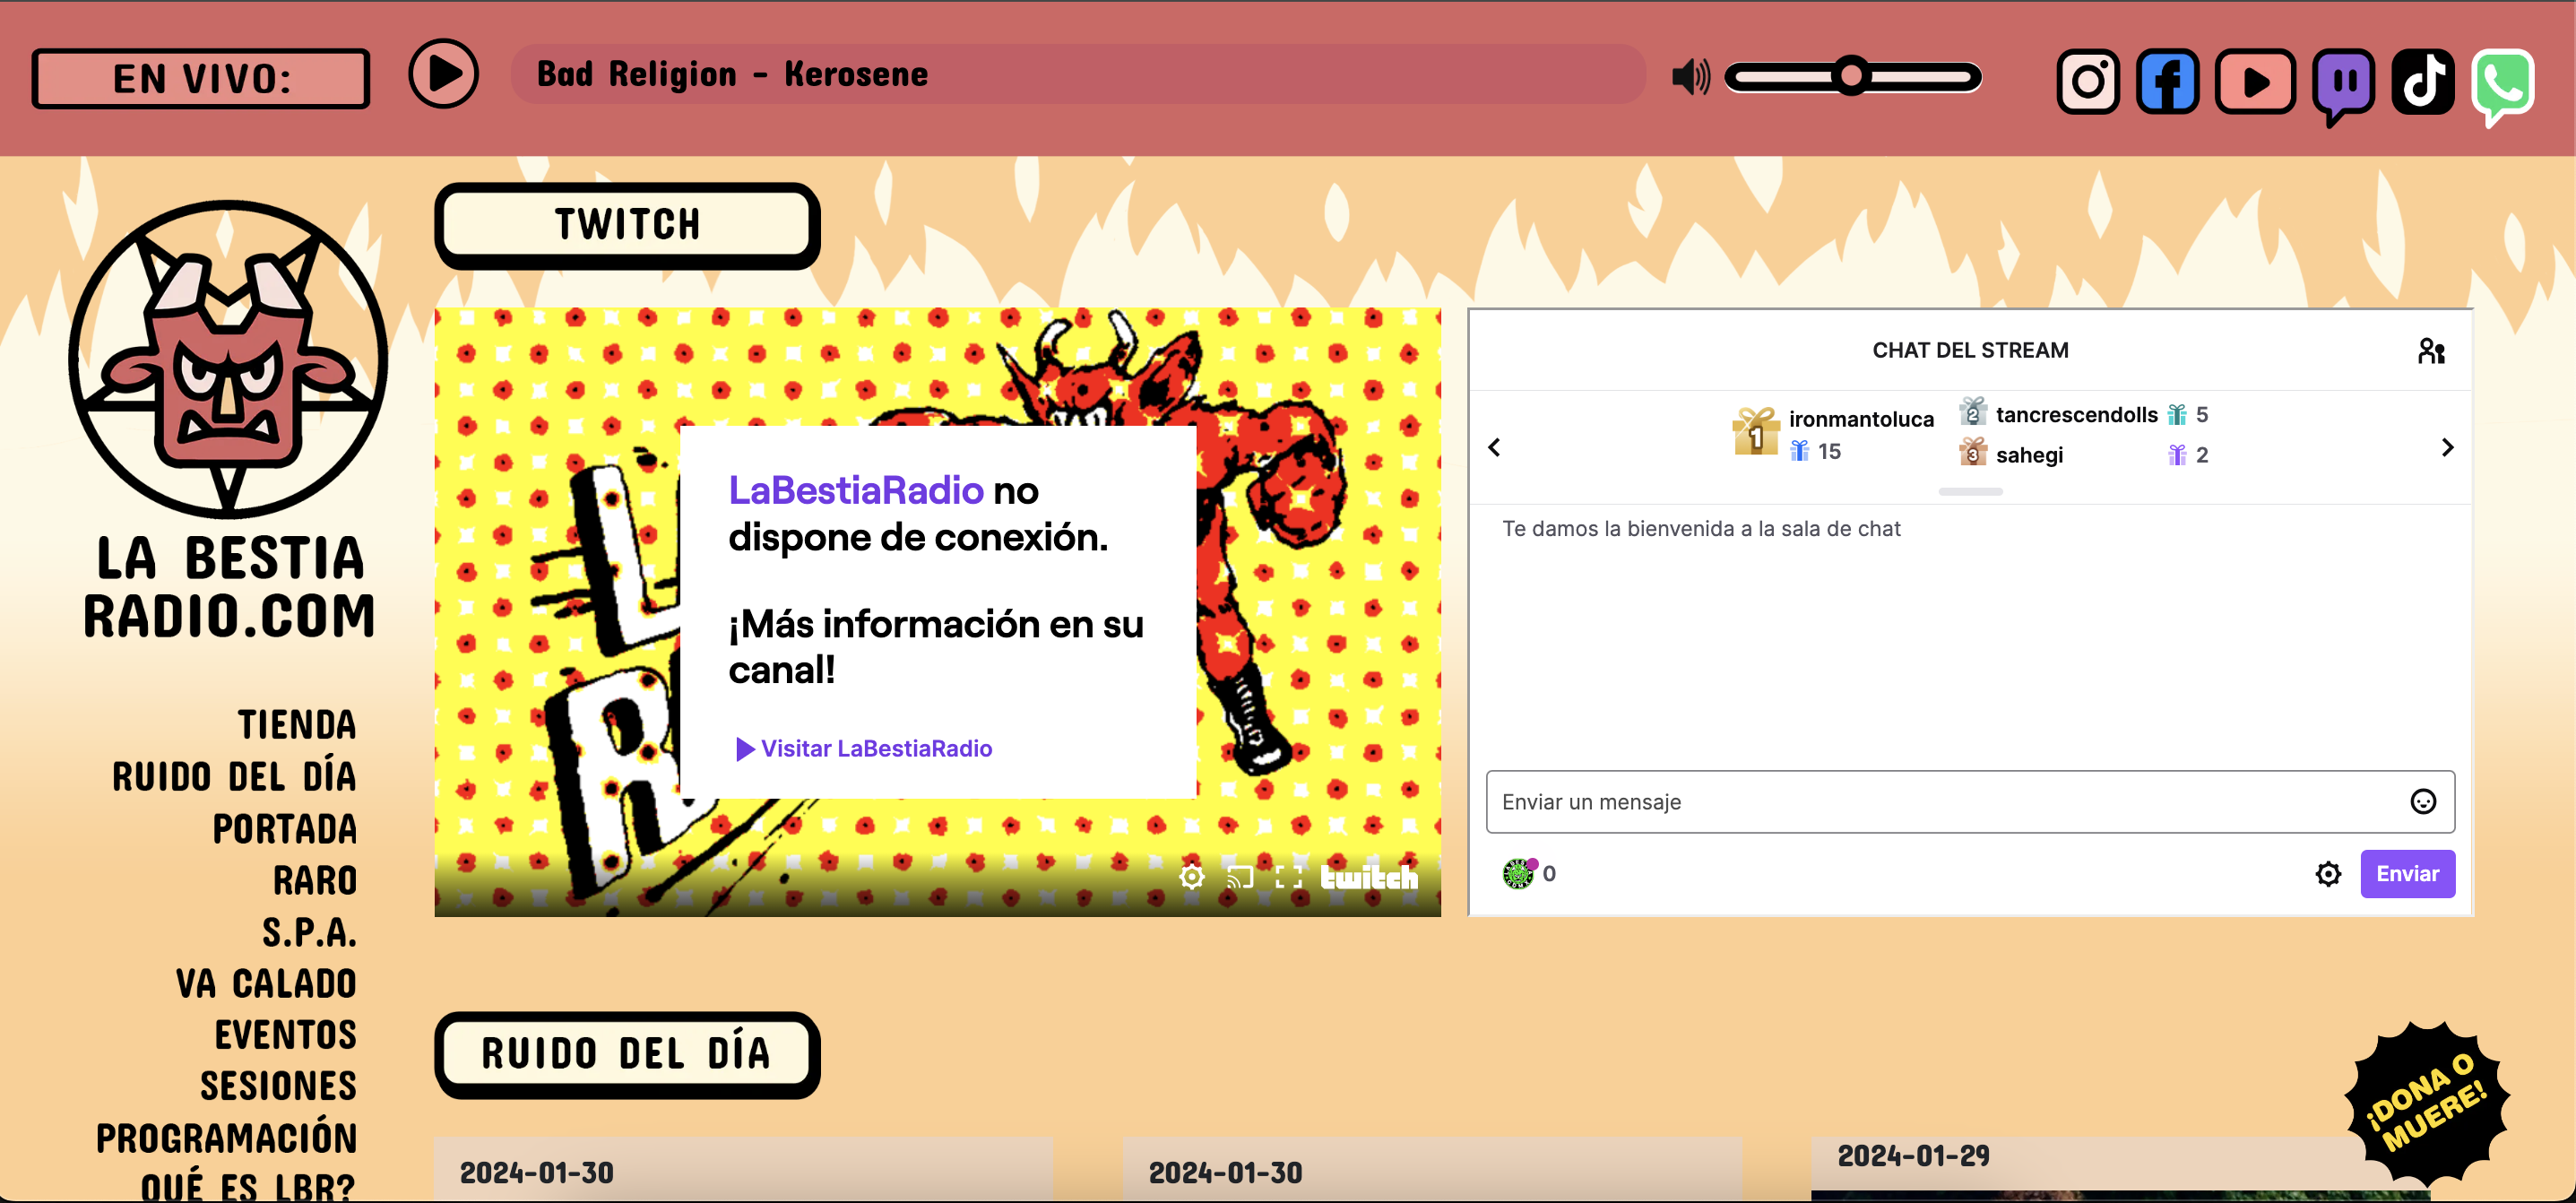 EN VIVO:
Bad Religion - Kerosene
LA BESTIA
RADIO.COM
TIENDA
RUIDO DEL DÍA
PORTADA
RARO
S.P.A.
VA CALADO
EVENTOS
SESIONES
PROGRAMACIÓN
QUÉ ES LBR?
TWITCH
L
R
LaBestiaRadio no
dispone de conexión.
¡Más información en su
canal!
Visitar LaBestiaRadio
twitch
CHAT DEL STREAM
1 ironmantoluca
15
2 tancrescendolls 5
3 sahegi 2
Te damos la bienvenida a la sala de chat
Enviar un mensaje
0
Enviar
RUIDO DEL DÍA
2024-01-30
2024-01-30
2024-01-29
¡DONA O
MUERE!